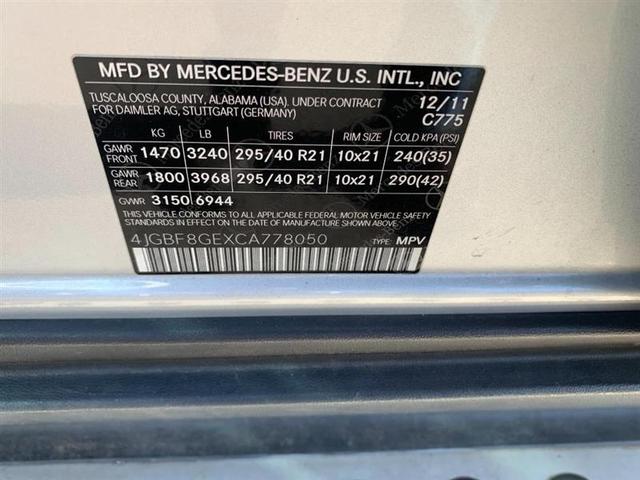 MFD BY MERCEDES-BENZ U.S. INTL., INC
TUSCALOOSA COUNTY, ALABAMA (USA). UNDER CONTRACT 12/11
FOR DAIMLER AG, STUTTGART (GERMANY) C775
KG LB TIRES RIM SIZE COLD KPA (PSI)
GAWR FRONT 1470 3240 295/40 R21 10x21 240(35)
GAWR REAR 1800 3968 295/40 R21 10x21 290(42)
GVWR 3150 6944
THIS VEHICLE CONFORMS TO ALL APPLICABLE FEDERAL MOTOR VEHICLE SAFETY
STANDARDS IN EFFECT ON THE DATE OF MANUFACTURE SHOWN ABOVE.
4JGBF8GEXCA778050 TYPE: MPV